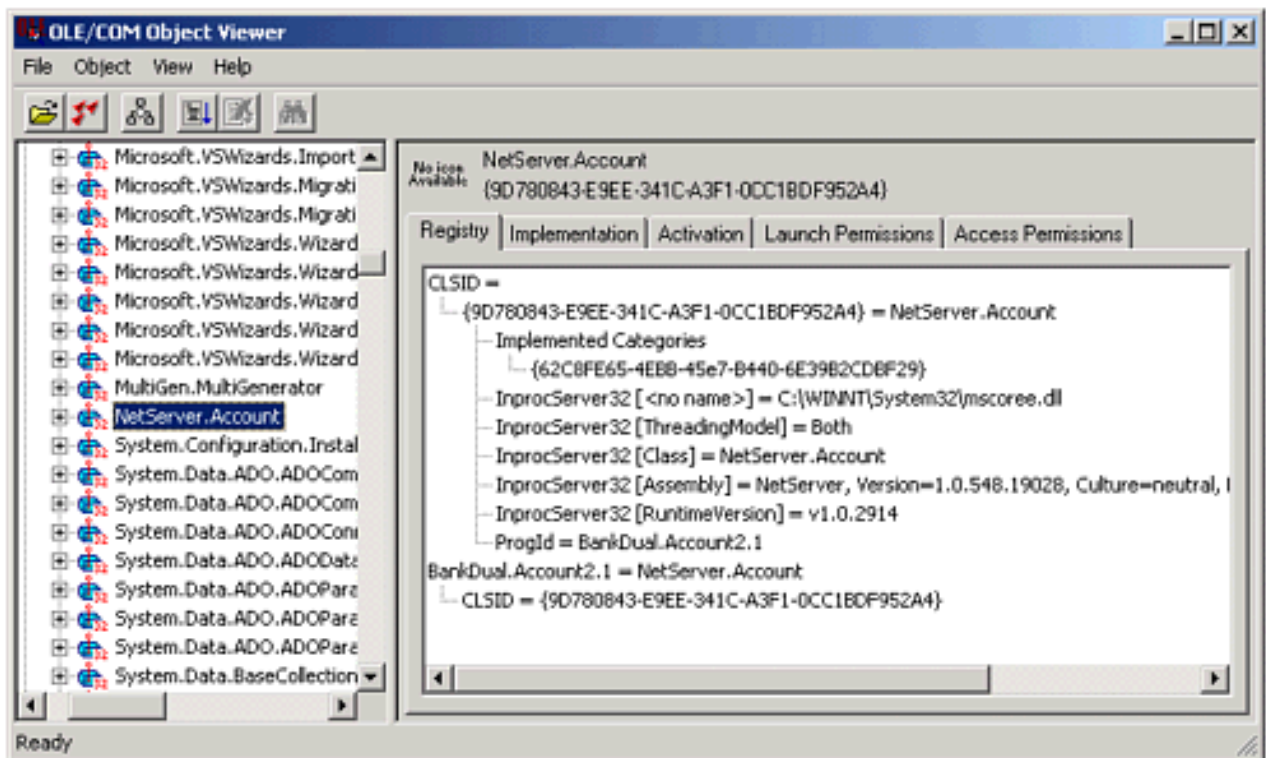 OLE/COM Object Viewer
File Object View Help
Microsoft.VSWizards.Import
Microsoft.VSWizards.Migrati
Microsoft.VSWizards.Migrati
Microsoft.VSWizards.Wizard
Microsoft.VSWizards.Wizard
Microsoft.VSWizards.Wizard
Microsoft.VSWizards.Wizard
Microsoft.VSWizards.Wizard
MultiGen.MultiGenerator
NetServer.Account
System.Configuration.Instal
System.Data.ADO.ADOCom
System.Data.ADO.ADOCom
System.Data.ADO.ADOConn
System.Data.ADO.ADOData
System.Data.ADO.ADOPara
System.Data.ADO.ADOPara
System.Data.ADO.ADOPara
System.Data.BaseCollection
No icon Available
NetServer.Account
{9D780843-E9EE-341C-A3F1-0CC1BDF952A4}
Registry Implementation Activation Launch Permissions Access Permissions
CLSID =
{9D780843-E9EE-341C-A3F1-0CC1BDF952A4} = NetServer.Account
Implemented Categories
{62C8FE65-4EBB-45e7-B440-6E39B2CDBF29}
InprocServer32 [<no name>] = C:\WINNT\System32\mscoree.dll
InprocServer32 [ThreadingModel] = Both
InprocServer32 [Class] = NetServer.Account
InprocServer32 [Assembly] = NetServer, Version=1.0.548.19028, Culture=neutral,
InprocServer32 [RuntimeVersion] = v1.0.2914
ProgId = BankDual.Account2.1
BankDual.Account2.1 = NetServer.Account
CLSID = {9D780843-E9EE-341C-A3F1-0CC1BDF952A4}
Ready